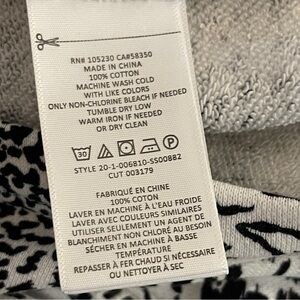 RN# 105230 CA#58350
MADE IN CHINA
100% COTTON
MACHINE WASH COLD
WITH LIKE COLORS
ONLY NON-CHLORINE BLEACH IF NEEDED
TUMBLE DRY LOW
WARM IRON IF NEEDED
OR DRY CLEAN
30
P
STYLE 20-1-006810-SS00882
CUT 003179
FABRIQUÉ EN CHINE
100% COTON
LAVER EN MACHINE À L'EAU FROID
LAVER AVEC COULEURS SIMILAIRES
UTILISER SEULEMENT UN AGENT DE
BLANCHIMENT NON CHLORÉ AU BESOIN
SÉCHER EN MACHINE À BASSE
TEMPÉRATURE
REPASSER À FER CHAUD SI NÉCESSAIRE
OU NETTOYER À SEC